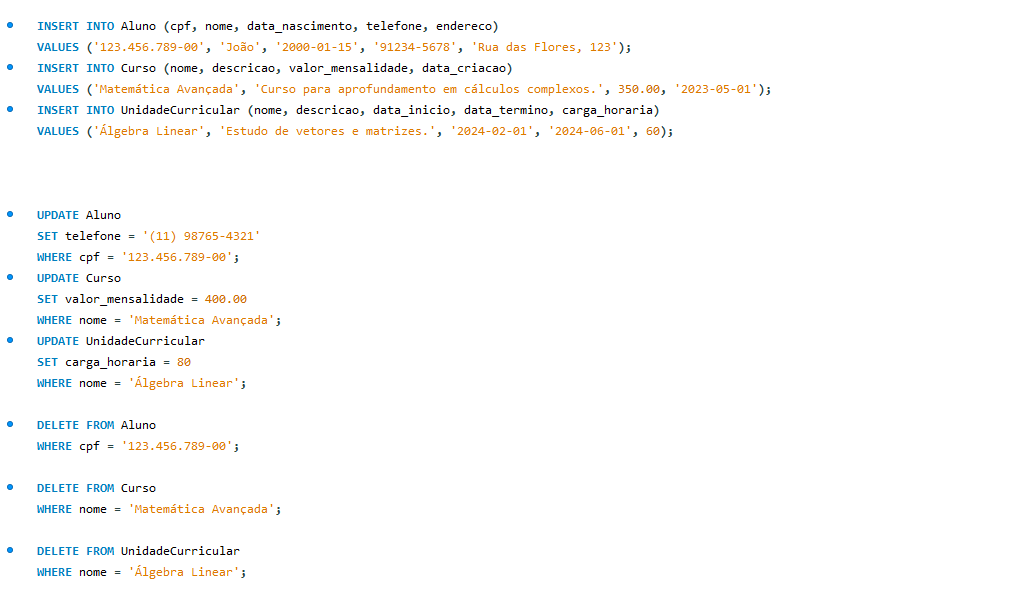 INSERT INTO Aluno (cpf, nome, data_nascimento, telefone, endereco)
VALUES ('123.456.789-00', 'João', '2000-01-15', '91234-5678', 'Rua das Flores, 123');
INSERT INTO Curso (nome, descricao, valor_mensalidade, data_criacao)
VALUES ('Matemática Avançada', 'Curso para aprofundamento em cálculos complexos.', 350.00, '2023-05-01');
INSERT INTO UnidadeCurricular (nome, descricao, data_inicio, data_termino, carga_horaria)
VALUES ('Álgebra Linear', 'Estudo de vetores e matrizes.', '2024-02-01', '2024-06-01', 60);
UPDATE Aluno
SET telefone = '(11) 98765-4321'
WHERE cpf = '123.456.789-00';
UPDATE Curso
SET valor_mensalidade = 400.00
WHERE nome = 'Matemática Avançada';
UPDATE UnidadeCurricular
SET carga_horaria = 80
WHERE nome = 'Álgebra Linear';
DELETE FROM Aluno
WHERE cpf = '123.456.789-00';
DELETE FROM Curso
WHERE nome = 'Matemática Avançada';
DELETE FROM UnidadeCurricular
WHERE nome = 'Álgebra Linear';